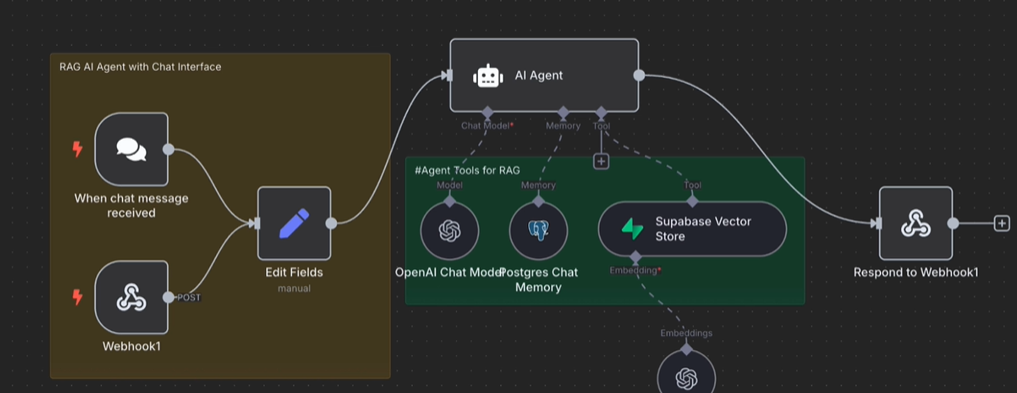 RAG AI Agent with Chat Interface
When chat message
received
POST
Webhook1
Edit Fields
manual
AI Agent
Chat Model*
Memory
Tool
#Agent Tools for RAG
Model
Memory
Tool
OpenAI Chat Model
Postgres Chat
Memory
Supabase Vector
Store
Embedding*
Embeddings
Respond to Webhook1